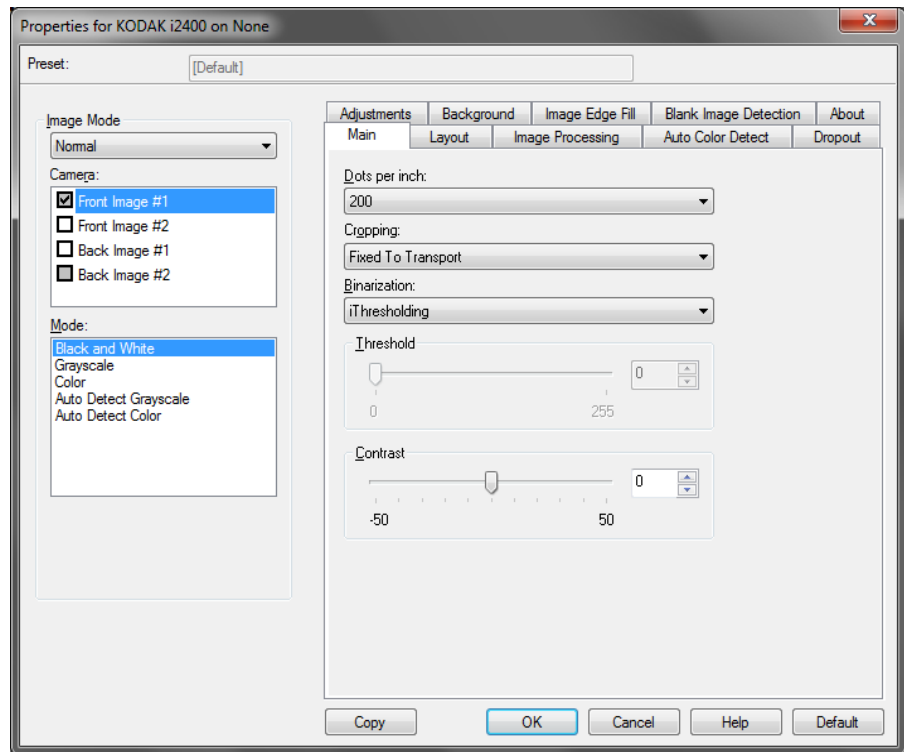 Properties for KODAK i2400 on None
x
Preset:
[Default]
Image Mode
Normal
Camera:
Front Image #1
Front Image #2
Back Image #1
Back Image #2
Mode:
Black and White
Grayscale
Color
Auto Detect Grayscale
Auto Detect Color
Adjustments Background Image Edge Fill Blank Image Detection About
Main Layout Image Processing Auto Color Detect Dropout
Dots per inch:
200
Cropping:
Fixed To Transport
Binarization:
iThresholding
Threshold
0
0 255
Contrast
0
-50 50
Copy OK Cancel Help Default